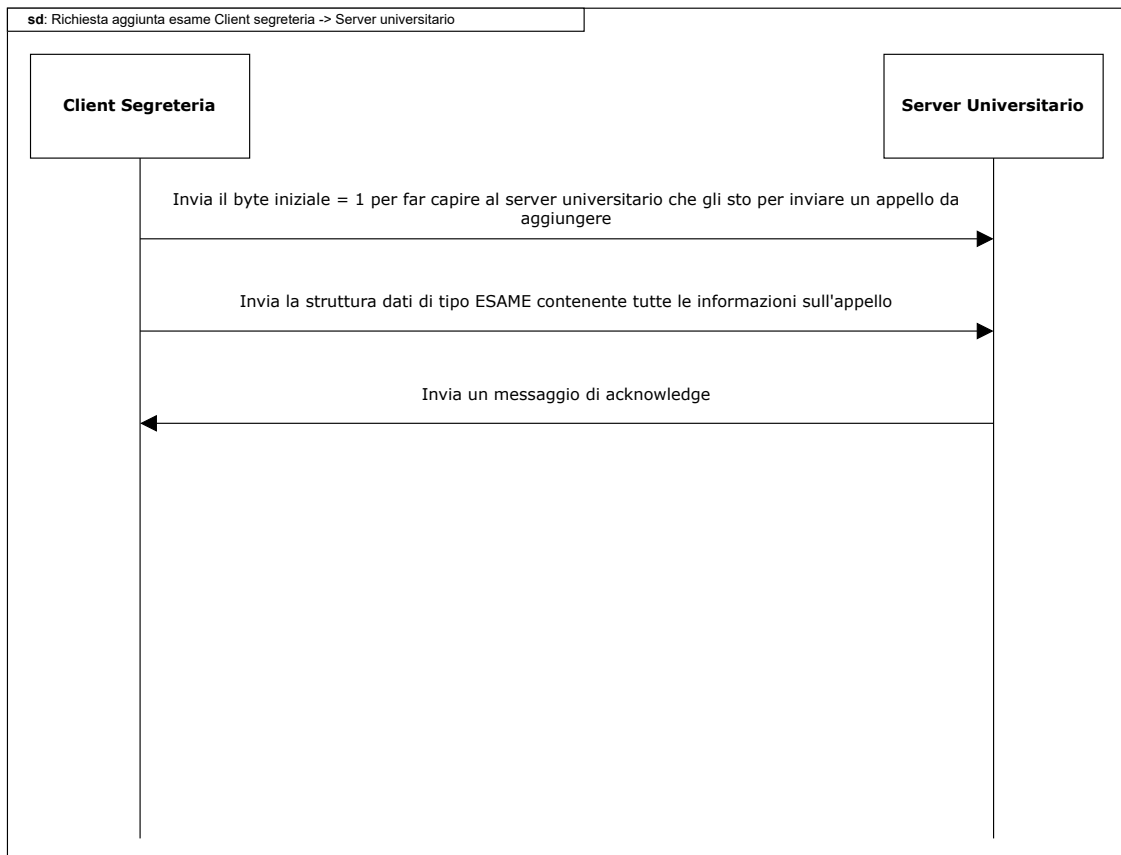 sd: Richiesta aggiunta esame Client segreteria -> Server universitario
Client Segreteria
Server Universitario
Invia il byte iniziale = 1 per far capire al server universitario che gli sto per inviare un appello da
aggiungere
Invia la struttura dati di tipo ESAME contenente tutte le informazioni sull'appello
Invia un messaggio di acknowledge